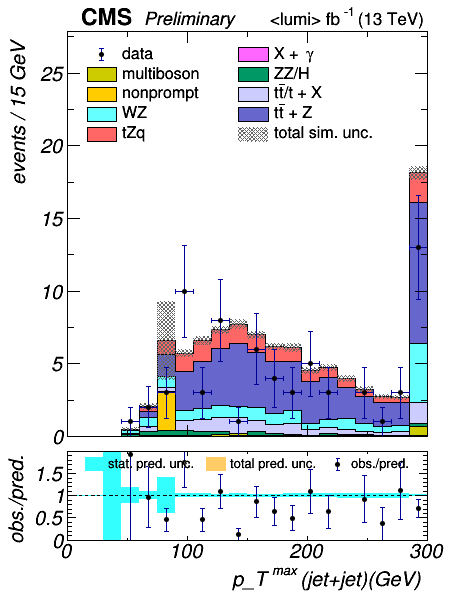 CMS Preliminary <lumi> fb⁻¹ (13 TeV)
events / 15 GeV
25
20
15
10
5
0
data
multiboson
nonprompt
WZ
tZq
X + γ
ZZ/H
tt̄/t + X
tt̄ + Z
total sim. unc.
obs./pred.
1.5
1
0.5
0
stat. pred. unc. total pred. unc. obs./pred.
0 100 200 300
p_T^max (jet+jet)(GeV)